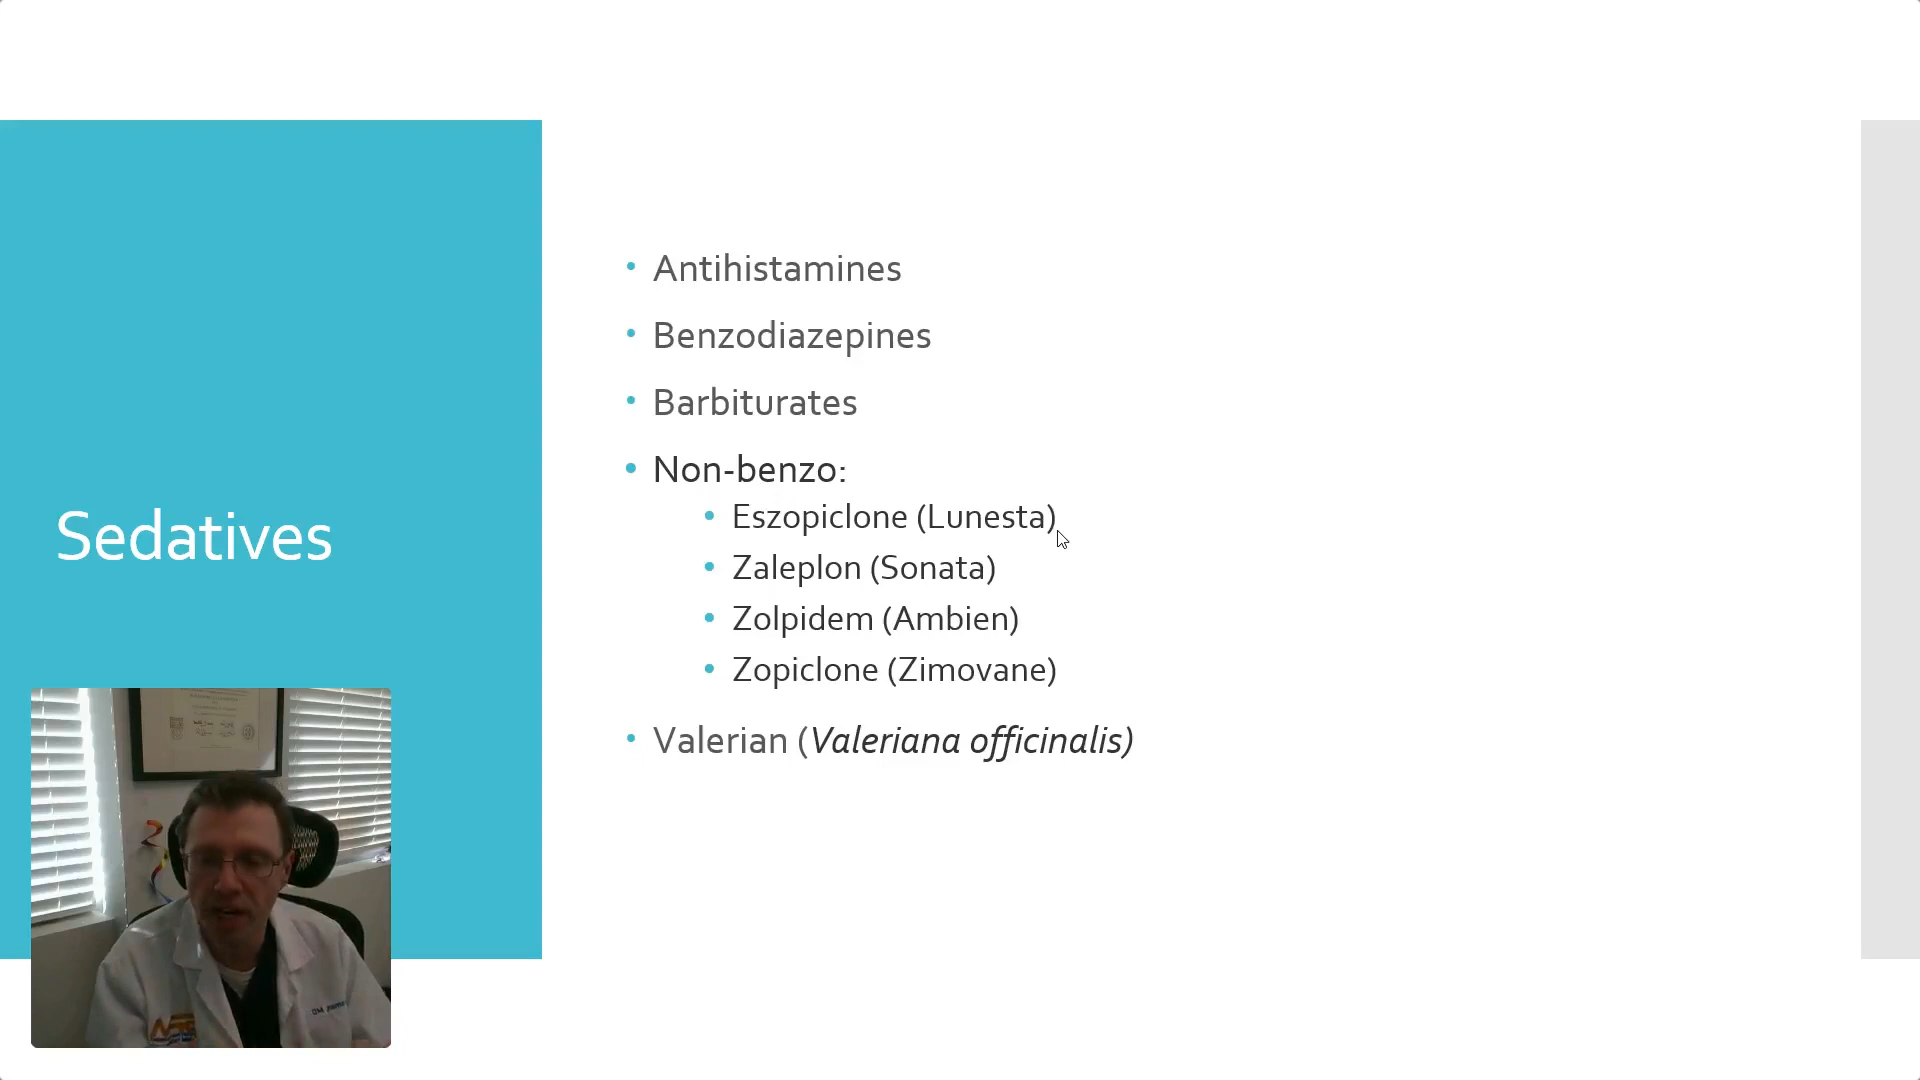 Sedatives
Antihistamines
Benzodiazepines
Barbiturates
Non-benzo:
Eszopiclone (Lunesta)
Zaleplon (Sonata)
Zolpidem (Ambien)
Zopiclone (Zimovane)
Valerian (Valeriana officinalis)